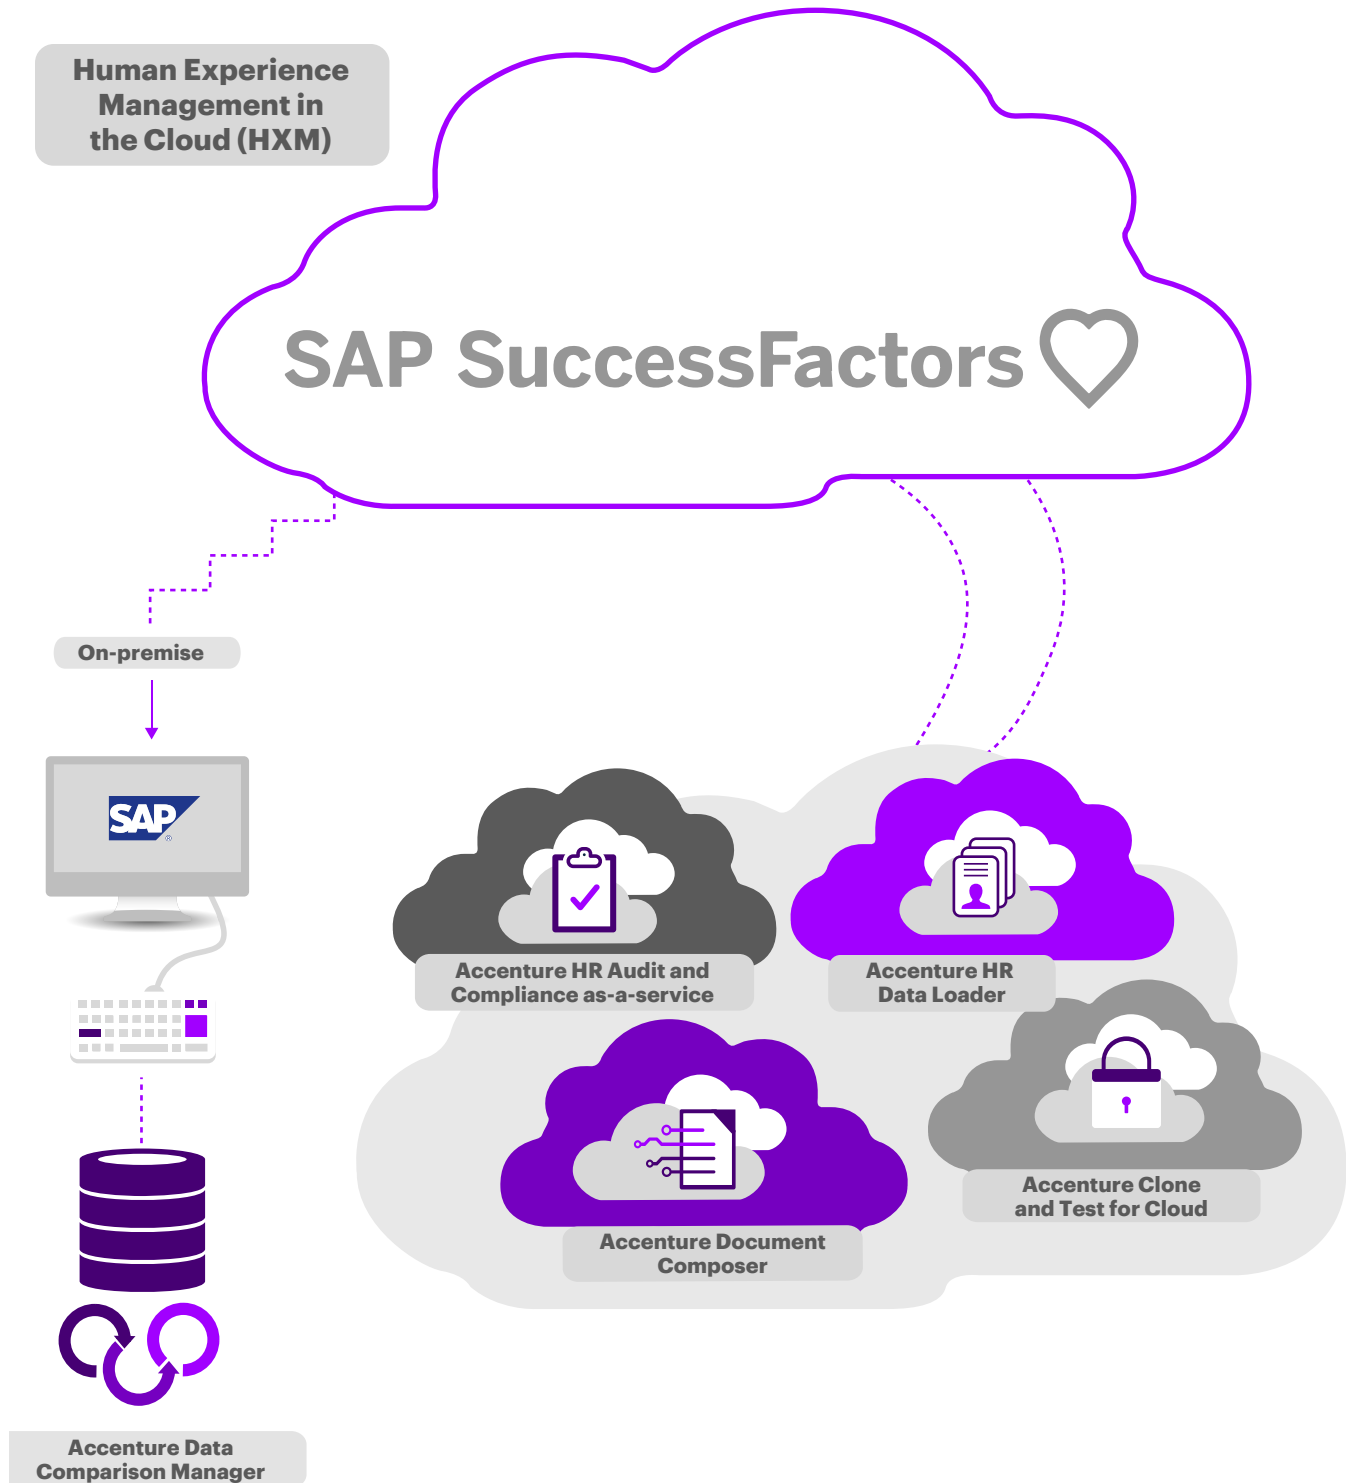 Human Experience
Management in
the Cloud (HXM)
SAP SuccessFactors
On-premise
SAP
®
Accenture HR Audit and
Compliance as-a-service
Accenture HR
Data Loader
Accenture Clone
and Test for Cloud
Accenture Document
Composer
Accenture Data
Comparison Manager